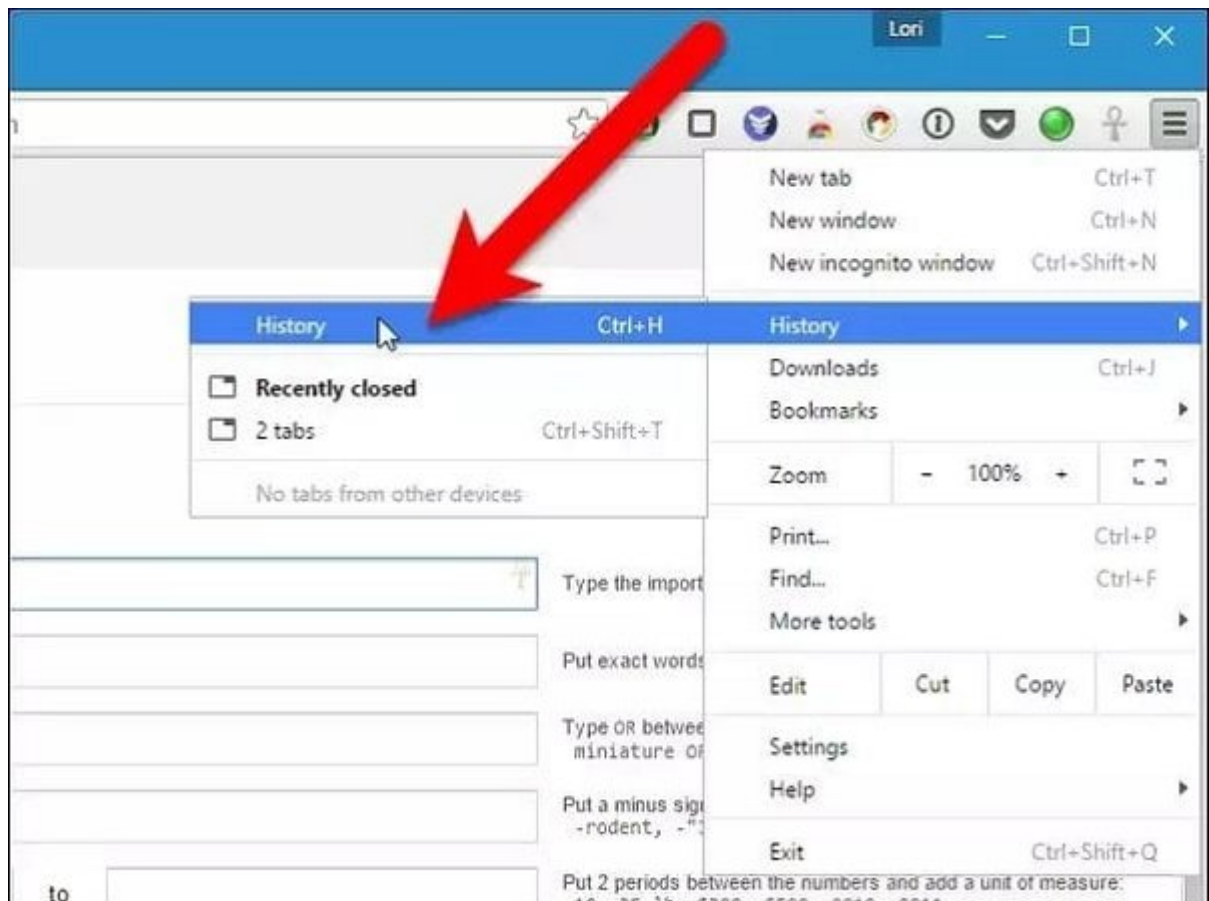 Lori
New tab Ctrl+T
New window Ctrl+N
New incognito window Ctrl+Shift+N
History Ctrl+H
History
Recently closed
2 tabs Ctrl+Shift+T
No tabs from other devices
Downloads Ctrl+J
Bookmarks
Zoom - 100% +
Print... Ctrl+P
Find... Ctrl+F
More tools
Edit Cut Copy Paste
Settings
Help
Exit Ctrl+Shift+Q
Type the import
Put exact words
Type OR betwee
miniature OR
Put a minus sign
-rodent, -"
to
Put 2 periods between the numbers and add a unit of measure: